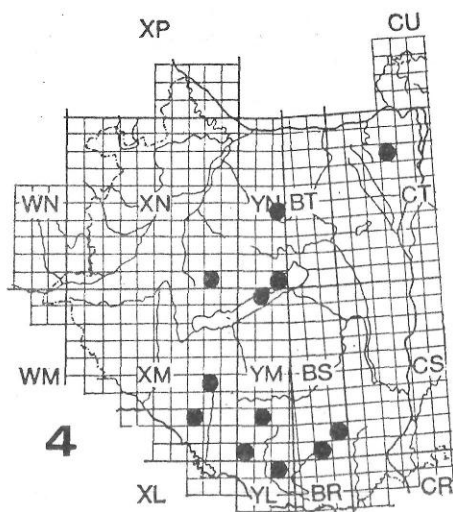 XP CU
WN XN YN BT CT
WM XM YM BS CS
4
XL YL BR CR